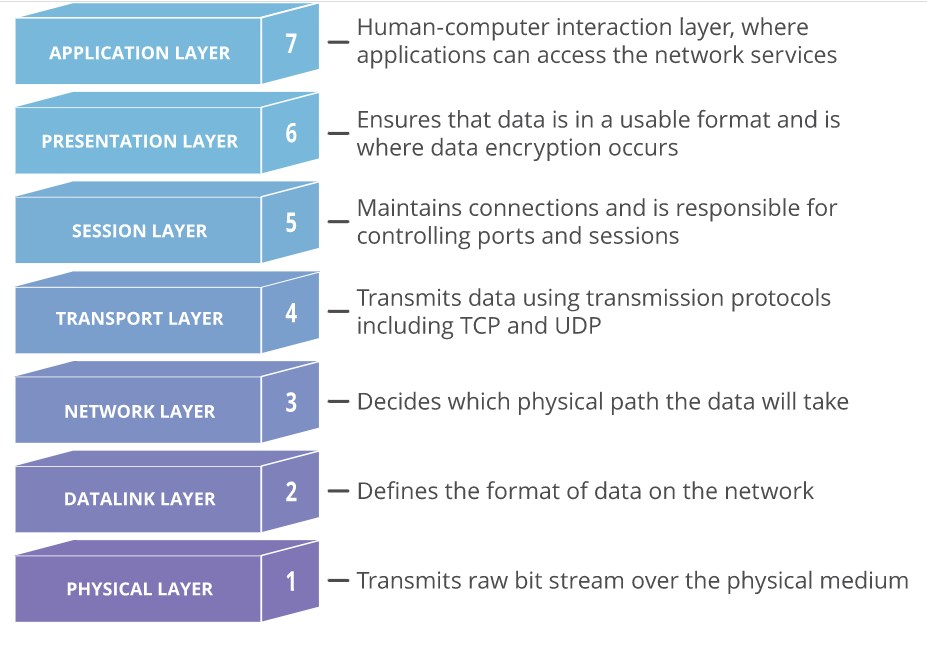 APPLICATION LAYER 7 Human-computer interaction layer, where
applications can access the network services
PRESENTATION LAYER 6 Ensures that data is in a usable format and is
where data encryption occurs
SESSION LAYER 5 Maintains connections and is responsible for
controlling ports and sessions
TRANSPORT LAYER 4 Transmits data using transmission protocols
including TCP and UDP
NETWORK LAYER 3 Decides which physical path the data will take
DATALINK LAYER 2 Defines the format of data on the network
PHYSICAL LAYER 1 Transmits raw bit stream over the physical medium